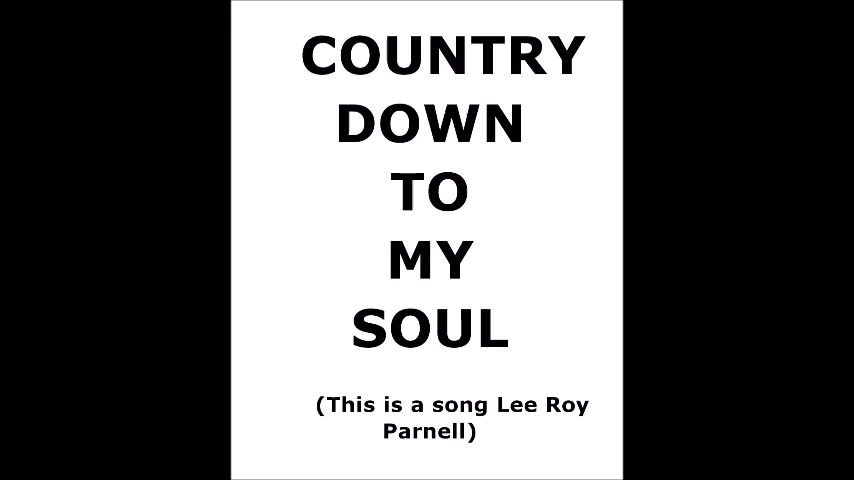 COUNTRY
DOWN
TO
MY
SOUL
(This is a song Lee Roy
Parnell)